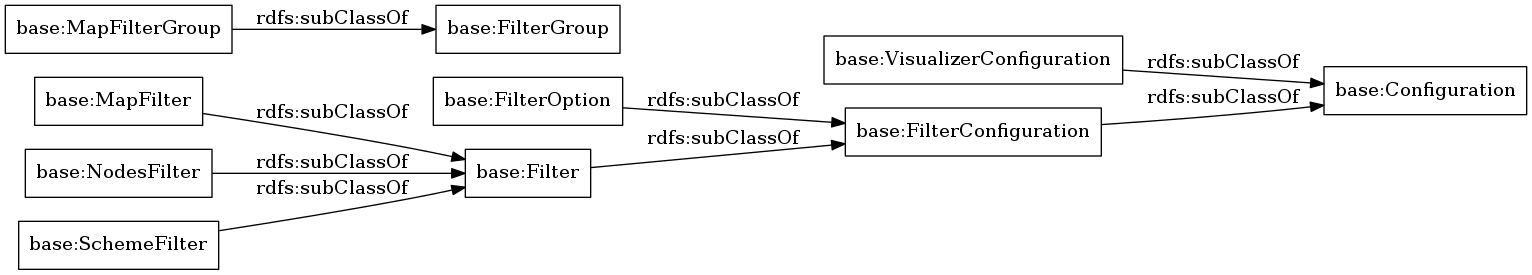 base:MapFilterGroup
rdfs:subClassOf
base:FilterGroup
base:VisualizerConfiguration
rdfs:subClassOf
base:Configuration
base:MapFilter
rdfs:subClassOf
base:FilterOption
rdfs:subClassOf
rdfs:subClassOf
base:FilterConfiguration
rdfs:subClassOf
base:NodesFilter
rdfs:subClassOf
base:Filter
rdfs:subClassOf
base:SchemeFilter